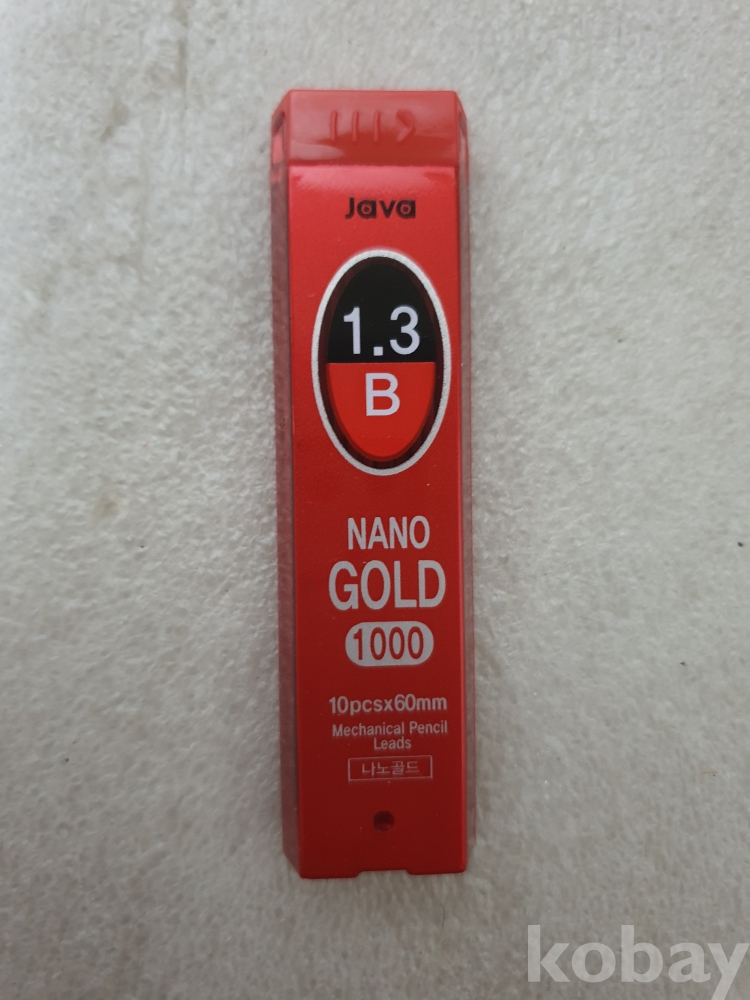 Java
1.3
B
NANO
GOLD
1000
10pcsx60mm
Mechanical Pencil
Leads
나노골드
kobay